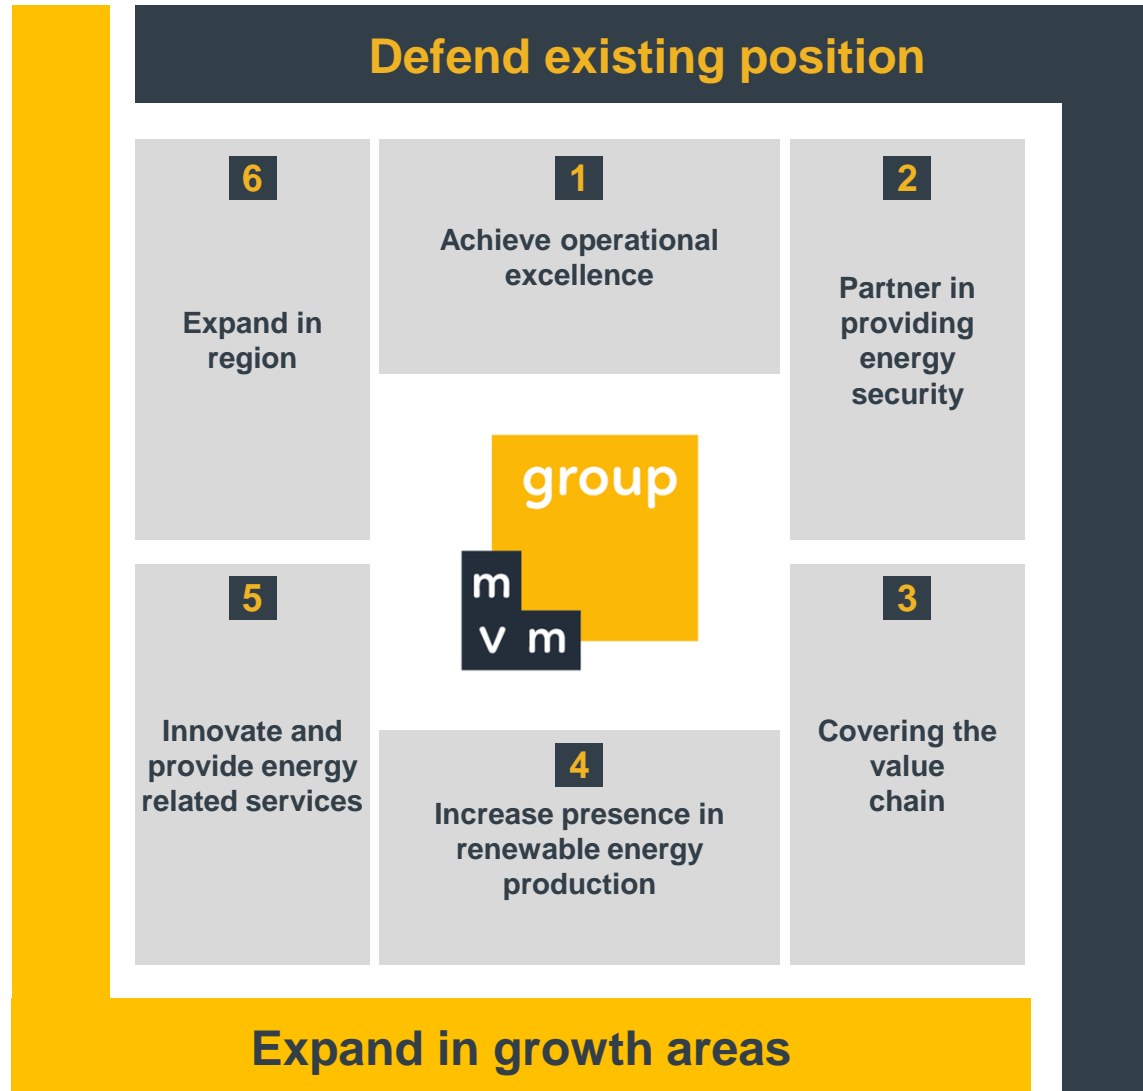 Defend existing position
6
Expand in
region
1
Achieve operational
excellence
2
Partner in
providing
energy
security
group
m
v m
5
Innovate and
provide energy
related services
4
Increase presence in
renewable energy
production
3
Covering the
value
chain
Expand in growth areas